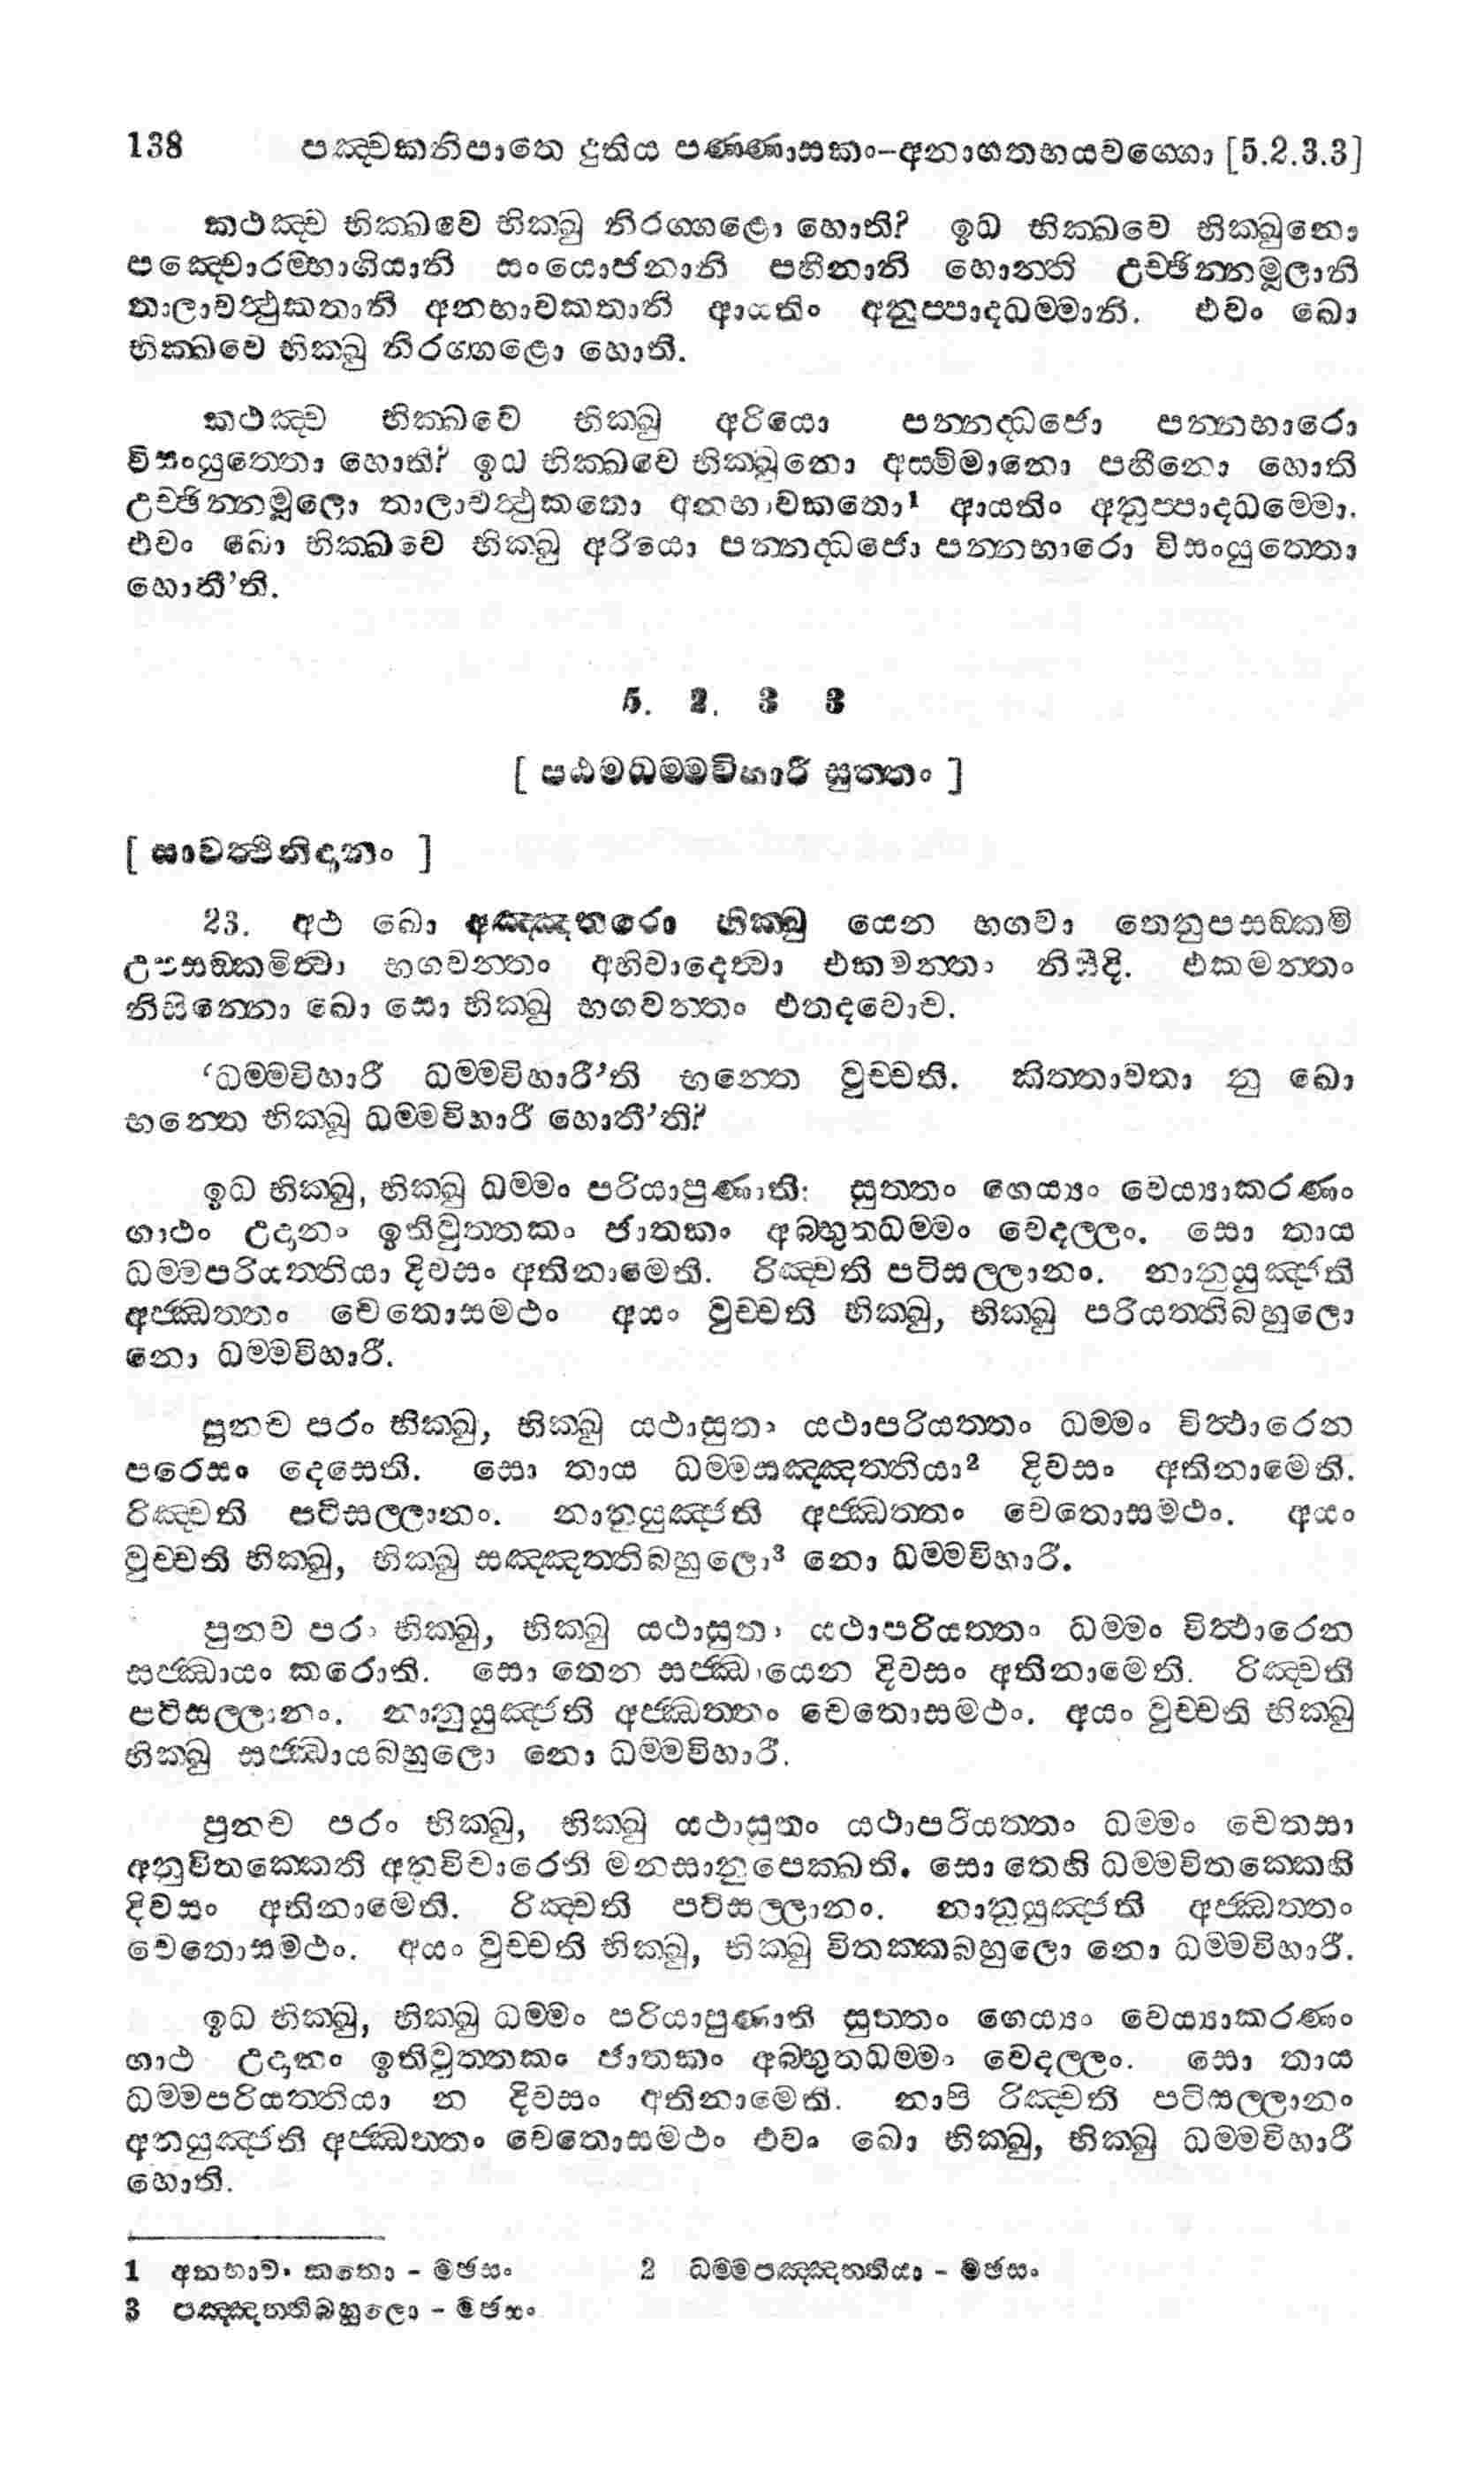 138 පඤ්චකනිපාතෙ දුතිය පණ්ණාසකං-අනාගතභයවග්ගො [5.2.3.3]
කථඤ්ච භික්ඛවෙ භික්ඛු නිරග්ගළො හොති? ඉධ භික්ඛවෙ භික්ඛුනො
පඤ්චොරම්භාගියානි සංයොජනානි පහීනානි හොන්ති උච්ඡින්නමූලානි
තාලාවත්ථුකතානි අනභාවකතානි ආයතිං අනුප්පාදධම්මානි. එවං ඛො
භික්ඛවෙ භික්ඛු නිරග්ගළො හොති.
කථඤ්ච භික්ඛවේ භික්ඛු අරියො පන්නද්ධජො පන්නභාරො
විසංයුත්තො හොති? ඉධ භික්ඛවෙ භික්ඛුනො අස්මිමානො පහීනො හොති
උච්ඡින්නමූලො තාලාවත්ථුකතො අනභාවකතො1 ආයතිං අනුප්පාදධම්මො.
එවං ඛො භික්ඛවෙ භික්ඛු අරියො පන්නද්ධජො පන්නභාරො විසංයුත්තො
හොතී’ති.
5. 2. 3 3
[ පඨමධම්මවිහාරී සුත්තං ]
[ සාවත්ථිනිදානං ]
23. අථ ඛො අඤ්ඤතරො භික්ඛු යෙන භගවා තෙනුපසඞ්කමි
උපසඞ්කමිත්වා භගවන්තං අභිවාදෙත්වා එකමන්තං නිසීදි. එකමන්තං
නිසින්නො ඛො සො භික්ඛු භගවන්තං එතදවොච.
‘ධම්මවිහාරී ධම්මවිහාරී’ති භන්තෙ වුච්චති. කිත්තාවතා නු ඛො
භන්තෙ භික්ඛු ධම්මවිහාරී හොතී’ති?
ඉධ භික්ඛු, භික්ඛු ධම්මං පරියාපුණාති: සුත්තං ගෙය්‍යං වෙය්‍යාකරණං
ගාථං උදානං ඉතිවුත්තකං ජාතකං අබ්භුතධම්මං වෙදල්ලං. සො තාය
ධම්මපරියත්තියා දිවසං අතිනාමෙති. රිඤ්චති පටිසල්ලානං. නානුයුඤ්ජති
අජ්ඣත්තං චෙතොසමථං අයං වුච්චති භික්ඛු, භික්ඛු පරියත්තිබහුලො
නො ධම්මවිහාරී.
පුනච පරං භික්ඛු, භික්ඛු යථාසුතං යථාපරියත්තං ධම්මං විත්ථාරෙන
පරෙසං දෙසෙති. සො තාය ධම්මසඤ්ඤත්තියා2 දිවසං අතිනාමෙති.
රිඤ්චති පටිසල්ලානං. නානුයුඤ්ජති අජ්ඣත්තං චෙතොසමථං. අයං
වුච්චති භික්ඛු, භික්ඛු සඤ්ඤත්තිබහුලො3 නො ධම්මවිහාරී.
පුනච පරං භික්ඛු, භික්ඛු යථාසුතං යථාපරියත්තං ධම්මං විත්ථාරෙන
සජ්ඣායං කරොති. සො තෙන සජ්ඣායෙන දිවසං අතිනාමෙති. රිඤ්චති
පටිසල්ලානං. නානුයුඤ්ජති අජ්ඣත්තං චෙතොසමථං. අයං වුච්චති භික්ඛු
භික්ඛු සජ්ඣායබහුලො නො ධම්මවිහාරී.
පුනච පරං භික්ඛු, භික්ඛු යථාසුතං යථාපරියත්තං ධම්මං චෙතසා
අනුවිතක්කෙති අනුවිචාරෙති මනසානුපෙක්ඛති. සො තෙහි ධම්මවිතක්කෙහි
දිවසං අතිනාමෙති. රිඤ්චති පටිසල්ලානං. නානුයුඤ්ජති අජ්ඣත්තං
චෙතොසමථං. අයං වුච්චති භික්ඛු, භික්ඛු විතක්කබහුලො නො ධම්මවිහාරී.
ඉධ භික්ඛු, භික්ඛු ධම්මං පරියාපුණාති සුත්තං ගෙය්‍යං වෙය්‍යාකරණං
ගාථ උදානං ඉතිවුත්තකං ජාතකං අබ්භුතධම්මං වෙදල්ලං. සො තාය
ධම්මපරියත්තියා න දිවසං අතිනාමෙති. නාපි රිඤ්චති පටිසල්ලානං
අනුයුඤ්ජති අජ්ඣත්තං චෙතොසමථං එවං ඛො භික්ඛු, භික්ඛු ධම්මවිහාරී
හොති.
1 අනභාවං කතො - මඡසං 2 ධම්මපඤ්ඤත්තියා - මඡසං
3 පඤ්ඤත්තිබහුලො - මඡසං